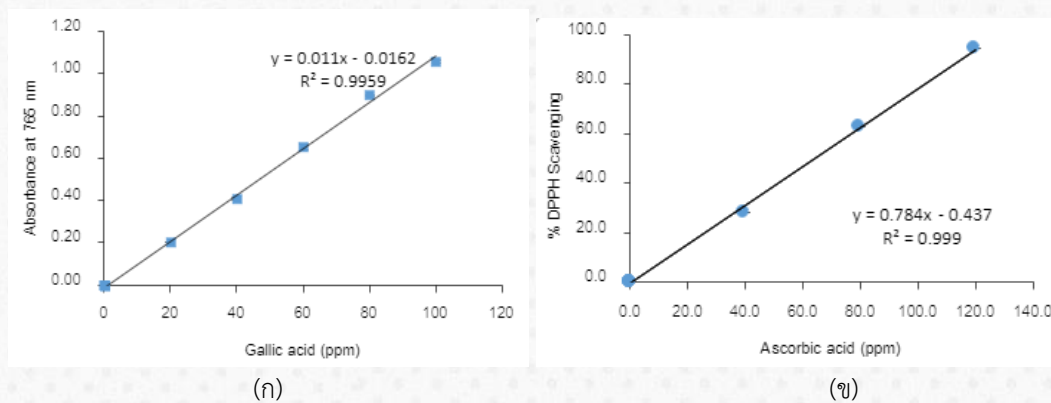 1.20
1.00
0.80
0.60
0.40
0.20
0.00
Absorbance at 765 nm
y = 0.011x - 0.0162
R² = 0.9959
0 20 40 60 80 100 120
Gallic acid (ppm)
(ก)
100.0
80.0
60.0
40.0
20.0
0.0
% DPPH Scavenging
y = 0.784x - 0.437
R² = 0.999
0.0 20.0 40.0 60.0 80.0 100.0 120.0 140.0
Ascorbic acid (ppm)
(ข)